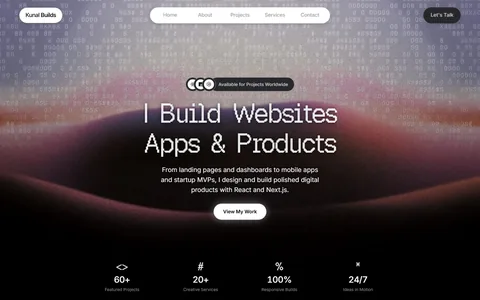 Kunal Builds
Home About Projects Services Contact
Let's Talk
Available for Projects Worldwide
I Build Websites
Apps & Products
From landing pages and dashboards to mobile apps
and startup MVPs, I design and build polished digital
products with React and Next.js.
View My Work
<> # % *
60+ 20+ 100% 24/7
Featured Projects Creative Services Responsive Builds Ideas in Motion